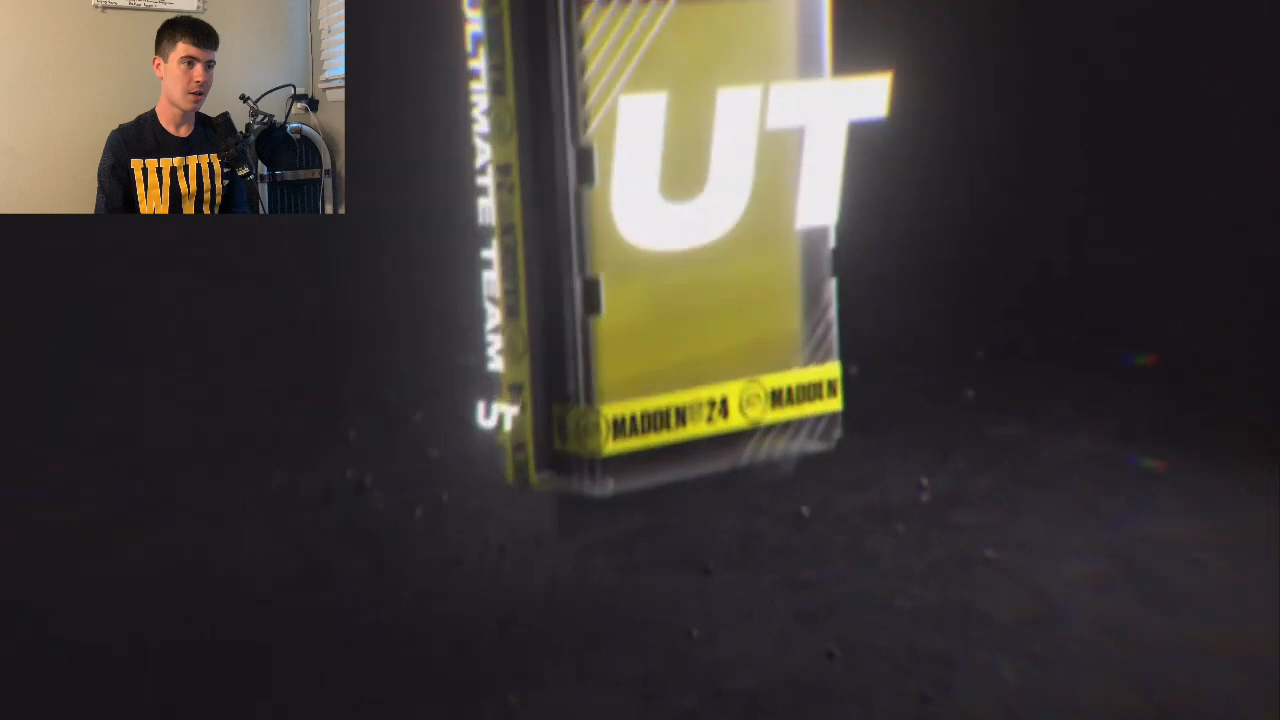 WVU
ULTIMATE TEAM
UT
UT
MADDEN NFL 24
MADDEN